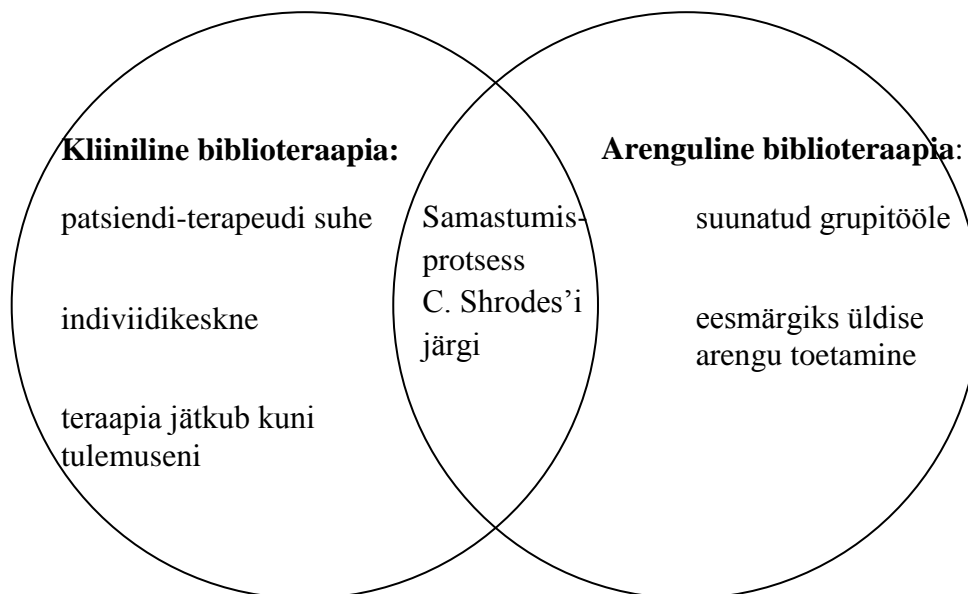 Kliiniline biblioteraapia:
patsiendi-terapeudi suhe
indiviidikeskne
teraapia jätkub kuni
tulemuseni
Samastumis-
protsess
C. Shrodes’i
järgi
Arenguline biblioteraapia:
suunatud grupitööle
eesmärgiks üldise
arengu toetamine